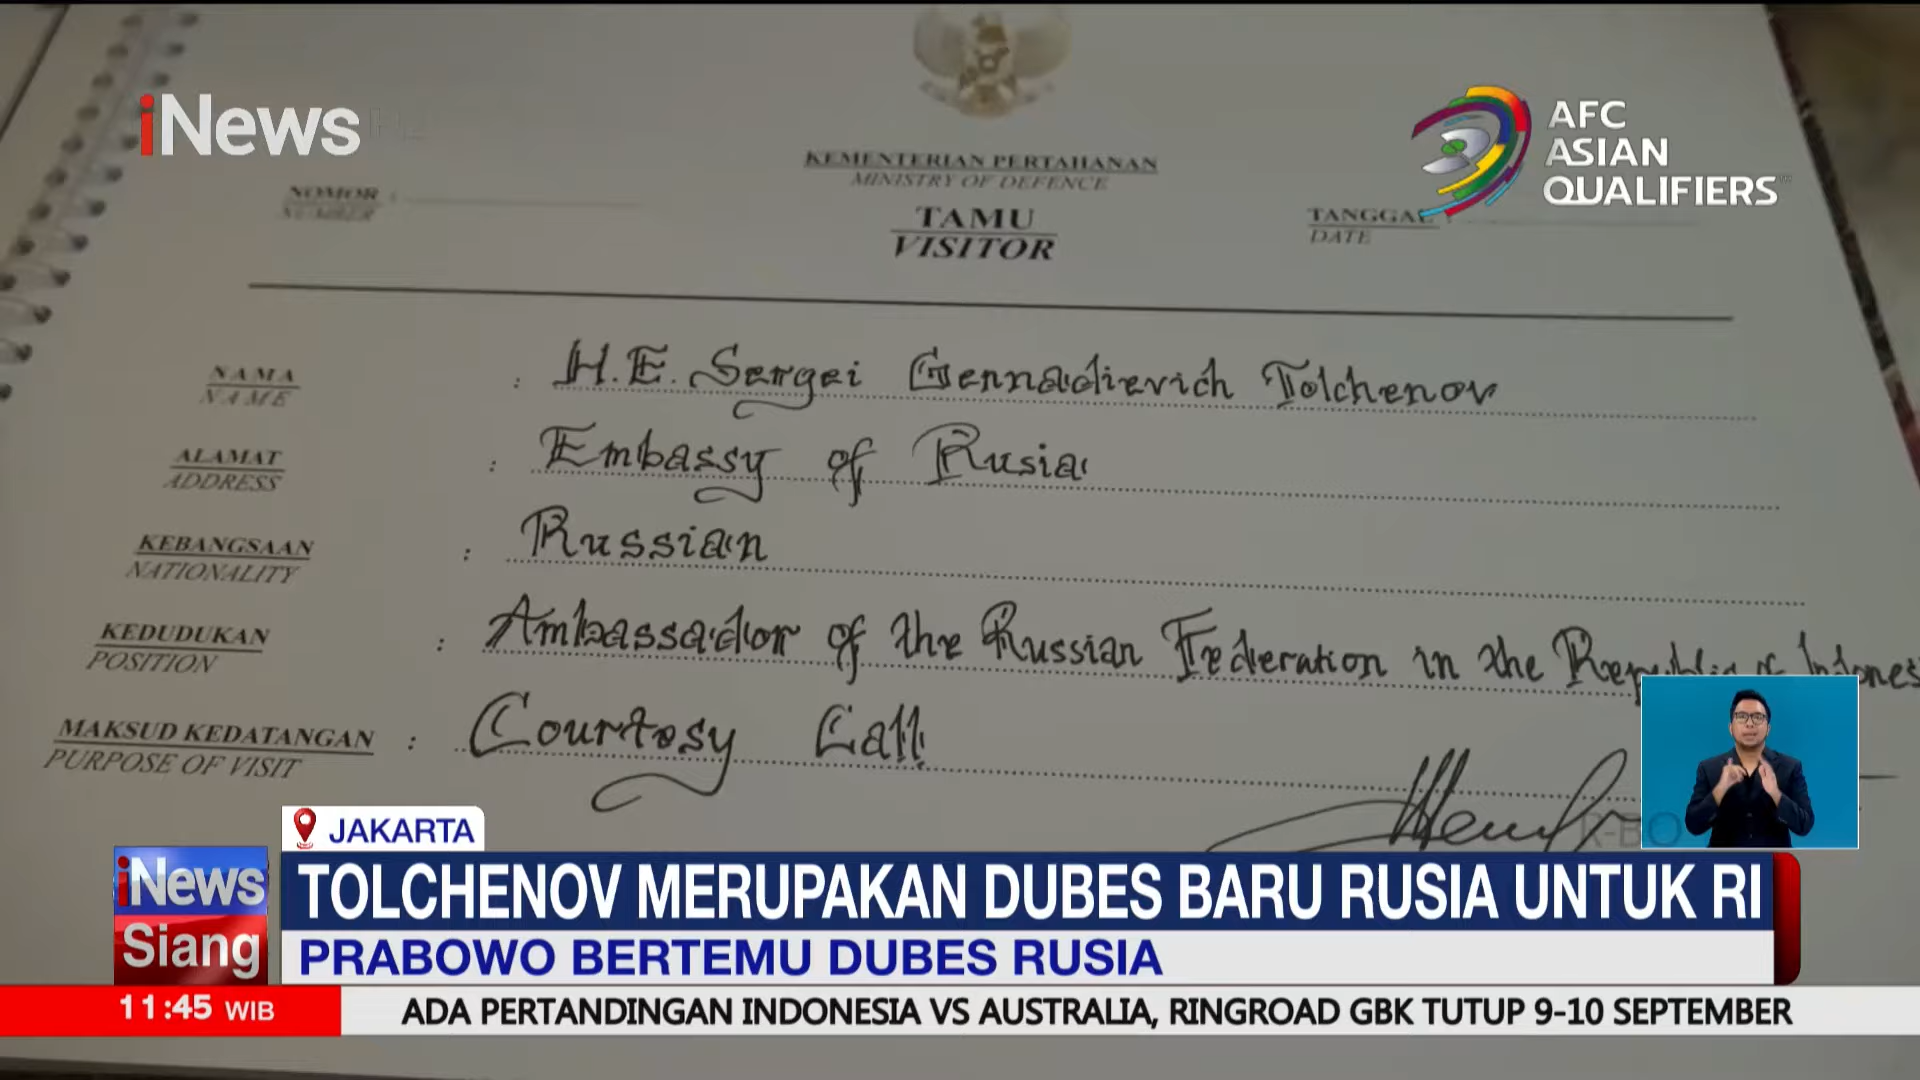 iNews
AFC
ASIAN
QUALIFIERS
KEMENTERIAN PERTAHANAN
MINISTRY OF DEFENCE
NOMOR :
NUMBER
TAMU
VISITOR
TANGGAL
DATE
NAMA : H.E. Sergei Gennadievich Tolchenov
NAME
ALAMAT : Embassy of Rusia
ADDRESS
KEBANGSAAN : Russian
NATIONALITY
KEDUDUKAN : Ambassador of the Russian Federation in the Republic of
POSITION
MAKSUD KEDATANGAN : Courtesy Call
PURPOSE OF VISIT
JAKARTA
iNews
Siang
TOLCHENOV MERUPAKAN DUBES BARU RUSIA UNTUK RI
PRABOWO BERTEMU DUBES RUSIA
11:45 WIB
ADA PERTANDINGAN INDONESIA VS AUSTRALIA, RINGROAD GBK TUTUP 9-10 SEPTEMBER